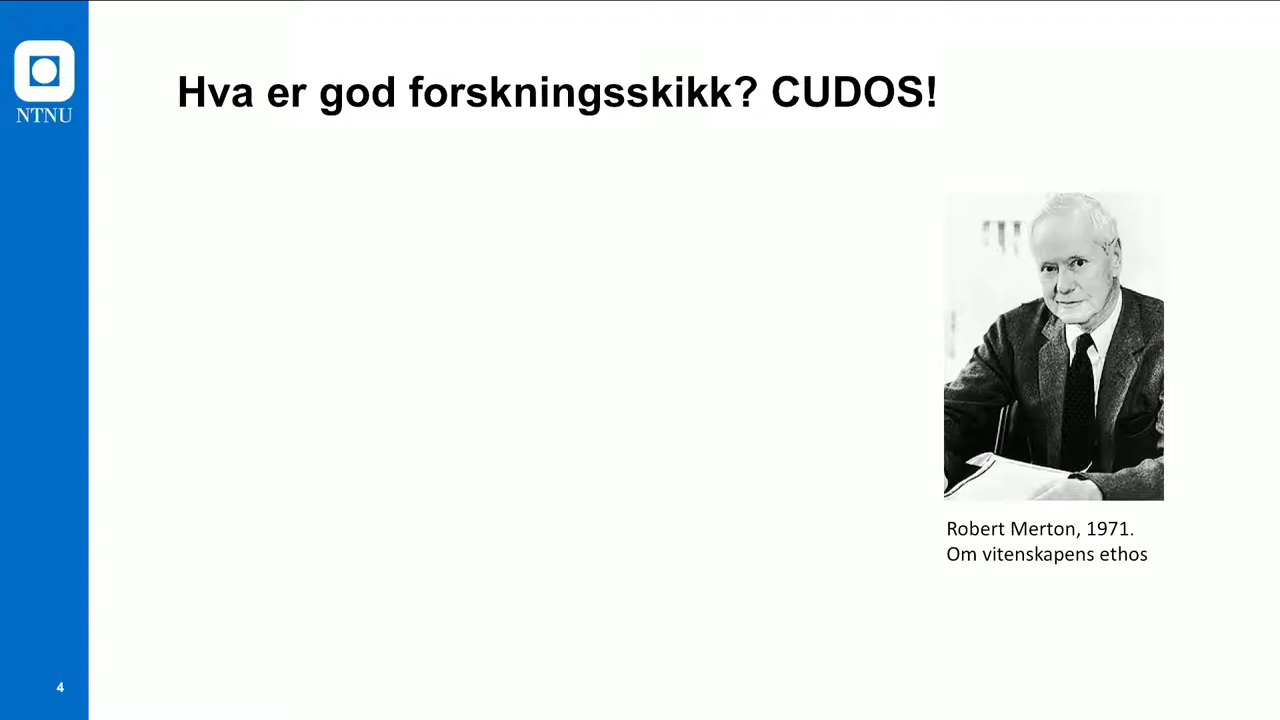 NTNU
Hva er god forskningsskikk? CUDOS!
Robert Merton, 1971.
Om vitenskapens ethos
4